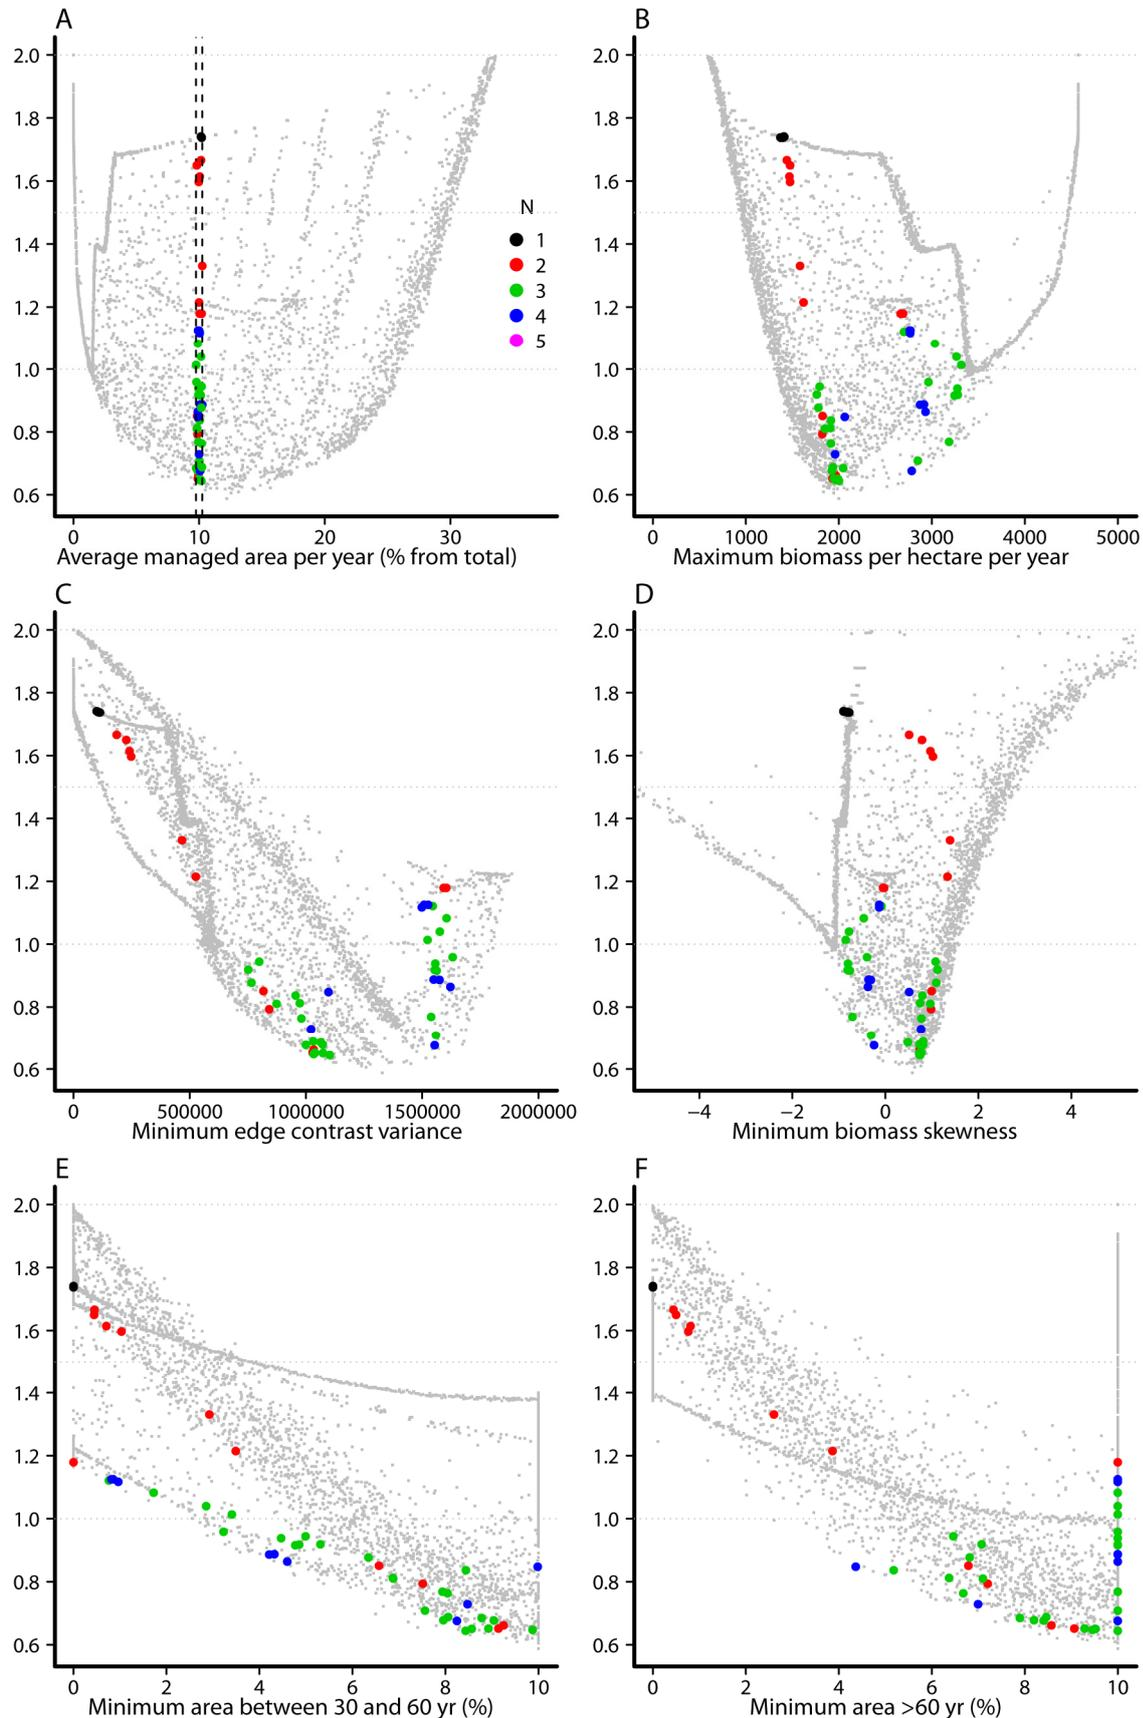 A
2.0
1.8
1.6
1.4
1.2
1.0
0.8
0.6
0 10 20 30
Average managed area per year (% from total)
N
1
2
3
4
5
B
2.0
1.8
1.6
1.4
1.2
1.0
0.8
0.6
0 1000 2000 3000 4000 5000
Maximum biomass per hectare per year
C
2.0
1.8
1.6
1.4
1.2
1.0
0.8
0.6
0 500000 1000000 1500000 2000000
Minimum edge contrast variance
D
2.0
1.8
1.6
1.4
1.2
1.0
0.8
0.6
−4 −2 0 2 4
Minimum biomass skewness
E
2.0
1.8
1.6
1.4
1.2
1.0
0.8
0.6
0 2 4 6 8 10
Minimum area between 30 and 60 yr (%)
F
2.0
1.8
1.6
1.4
1.2
1.0
0.8
0.6
0 2 4 6 8 10
Minimum area >60 yr (%)